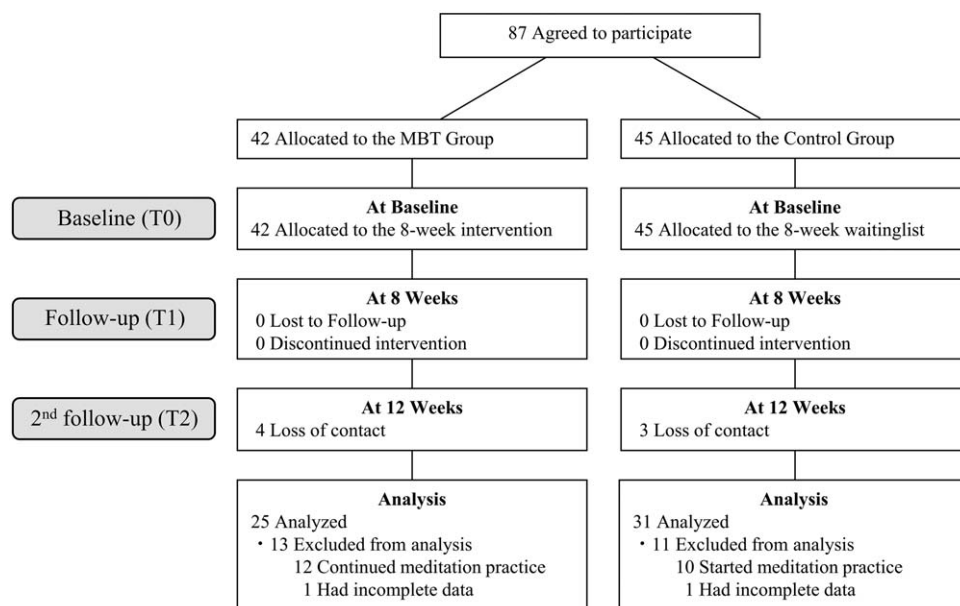 87 Agreed to participate
42 Allocated to the MBT Group
45 Allocated to the Control Group
Baseline (T0)
At Baseline
42 Allocated to the 8-week intervention
At Baseline
45 Allocated to the 8-week waitinglist
Follow-up (T1)
At 8 Weeks
0 Lost to Follow-up
0 Discontinued intervention
At 8 Weeks
0 Lost to Follow-up
0 Discontinued intervention
2nd follow-up (T2)
At 12 Weeks
4 Loss of contact
At 12 Weeks
3 Loss of contact
Analysis
25 Analyzed
・13 Excluded from analysis
12 Continued meditation practice
1 Had incomplete data
Analysis
31 Analyzed
・11 Excluded from analysis
10 Started meditation practice
1 Had incomplete data